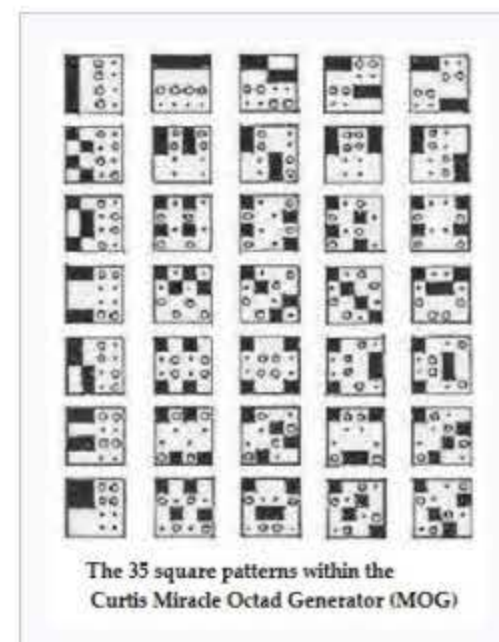 The 35 square patterns within the
Curtis Miracle Octad Generator (MOG)